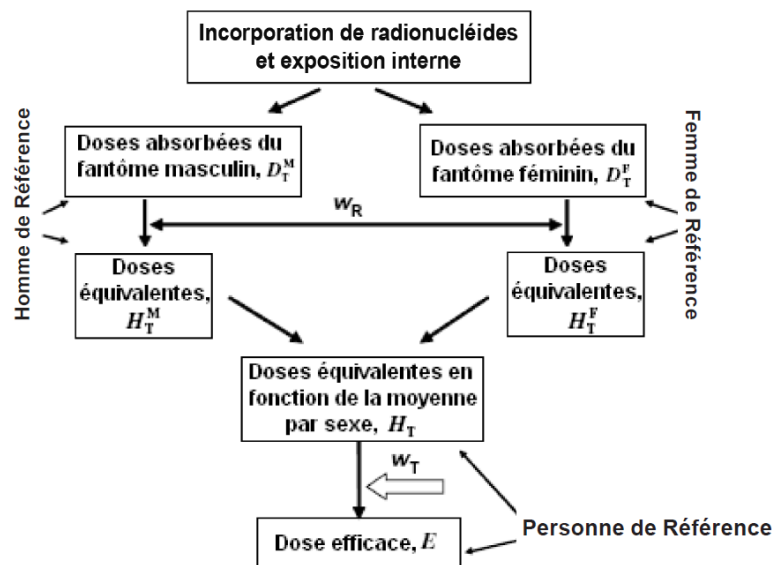 Incorporation de radionucléides
et exposition interne
Homme de Référence
Doses absorbées du
fantôme masculin, D_T^M
Doses absorbées du
fantôme féminin, D_T^F
Femme de Référence
w_R
Doses
équivalentes,
H_T^M
Doses
équivalentes,
H_T^F
Doses équivalentes en
fonction de la moyenne
par sexe, H_T
w_T
Personne de Référence
Dose efficace, E